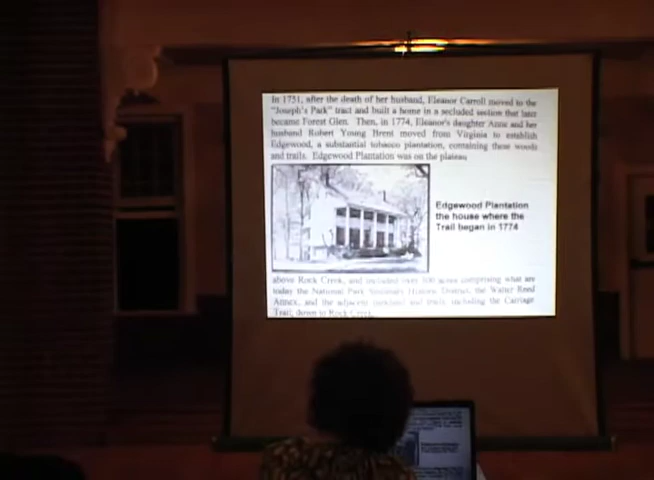 In 1751, after the death of her husband, Eleanor Carroll moved to the
"Joseph's Park" tract and built a home in a secluded section that later
became Forest Glen. Then, in 1774, Eleanor's daughter Anne and her
husband Robert Young Brent moved from Virginia to establish
Edgewood, a substantial tobacco plantation, containing these woods
and trails. Edgewood Plantation was on the plateau
Edgewood Plantation
the house where the
Trail began in 1774
above Rock Creek, and included over acres comprising what are
today the National Park Seminary Historic District, the Walter Reed
Annex, and the adjacent and trails, including the Carriage
Trail, down to Rock Creek.